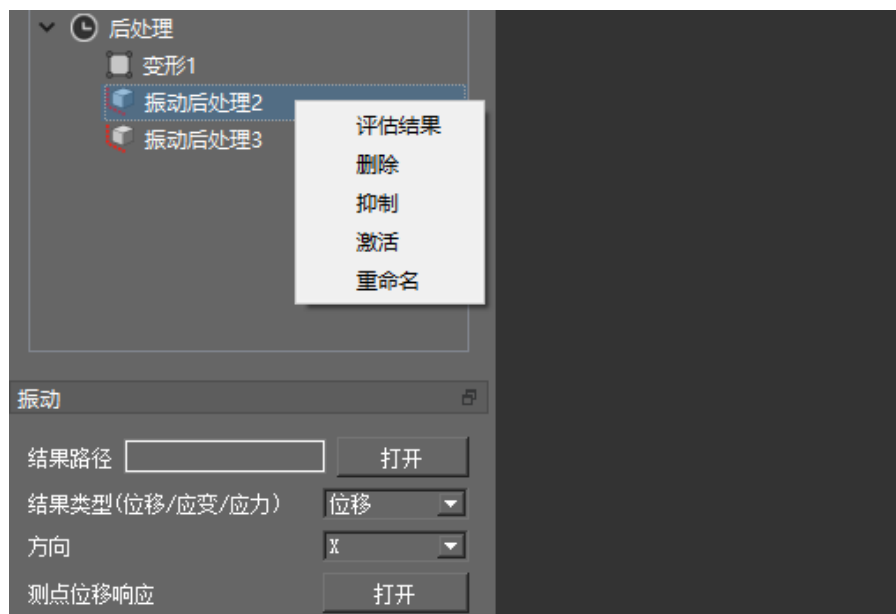 后处理
变形1
振动后处理2
振动后处理3
评估结果
删除
抑制
激活
重命名
振动
结果路径 打开
结果类型(位移/应变/应力) 位移
方向 X
测点位移响应 打开